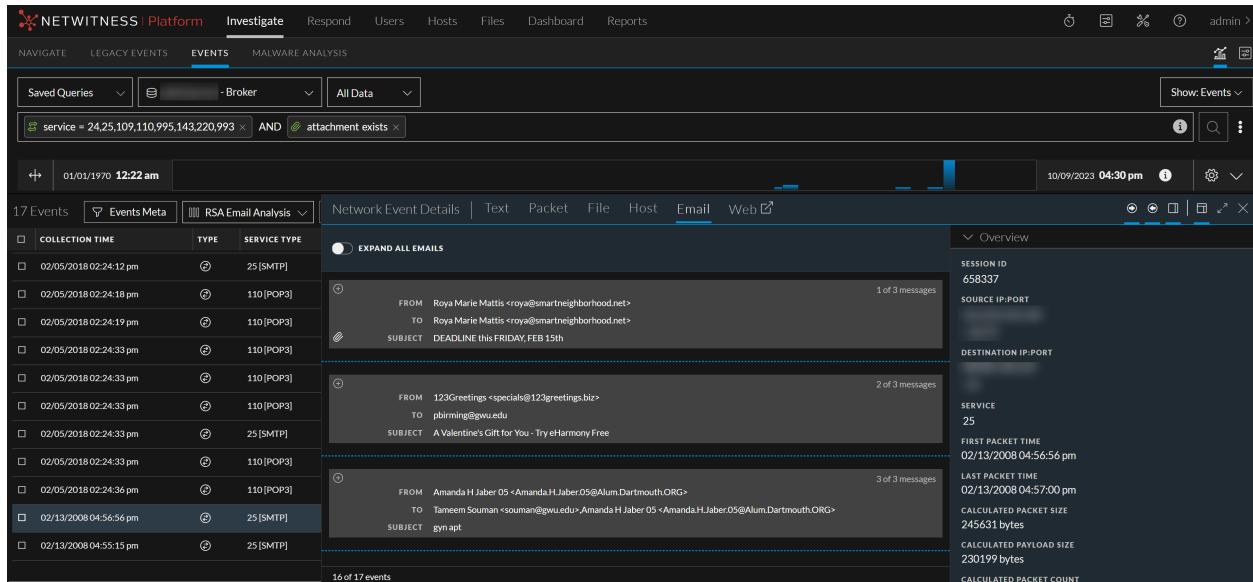 NETWITNESS | Platform Investigate Respond Users Hosts Files Dashboard Reports admin >
NAVIGATE LEGACY EVENTS EVENTS MALWARE ANALYSIS
Saved Queries - Broker All Data Show: Events
service = 24,25,109,110,995,143,220,993 × AND attachment exists ×
01/01/1970 12:22 am 10/09/2023 04:30 pm
17 Events Events Meta RSA Email Analysis Network Event Details Text Packet File Host Email Web
COLLECTION TIME TYPE SERVICE TYPE
02/05/2018 02:24:12 pm 25 [SMTP]
02/05/2018 02:24:18 pm 110 [POP3]
02/05/2018 02:24:19 pm 110 [POP3]
02/05/2018 02:24:33 pm 110 [POP3]
02/05/2018 02:24:33 pm 110 [POP3]
02/05/2018 02:24:33 pm 110 [POP3]
02/05/2018 02:24:33 pm 25 [SMTP]
02/05/2018 02:24:33 pm 110 [POP3]
02/05/2018 02:24:36 pm 110 [POP3]
02/13/2008 04:56:56 pm 25 [SMTP]
02/13/2008 04:55:15 pm 25 [SMTP]
EXPAND ALL EMAILS
1 of 3 messages
FROM Roya Marie Mattis <roya@smartneighborhood.net>
TO Roya Marie Mattis <roya@smartneighborhood.net>
SUBJECT DEADLINE this FRIDAY, FEB 15th
2 of 3 messages
FROM 123Greetings <specials@123greetings.biz>
TO pbirming@gwu.edu
SUBJECT A Valentine's Gift for You - Try eHarmony Free
3 of 3 messages
FROM Amanda H Jaber 05 <Amanda.H.Jaber.05@Alum.Dartmouth.ORG>
TO Tameem Souman <souman@gwu.edu>,Amanda H Jaber 05 <Amanda.H.Jaber.05@Alum.Dartmouth.ORG>
SUBJECT gyn apt
16 of 17 events
Overview
SESSION ID
658337
SOURCE IP:PORT
DESTINATION IP:PORT
SERVICE
25
FIRST PACKET TIME
02/13/2008 04:56:56 pm
LAST PACKET TIME
02/13/2008 04:57:00 pm
CALCULATED PACKET SIZE
245631 bytes
CALCULATED PAYLOAD SIZE
230199 bytes
CALCULATED PACKET COUNT